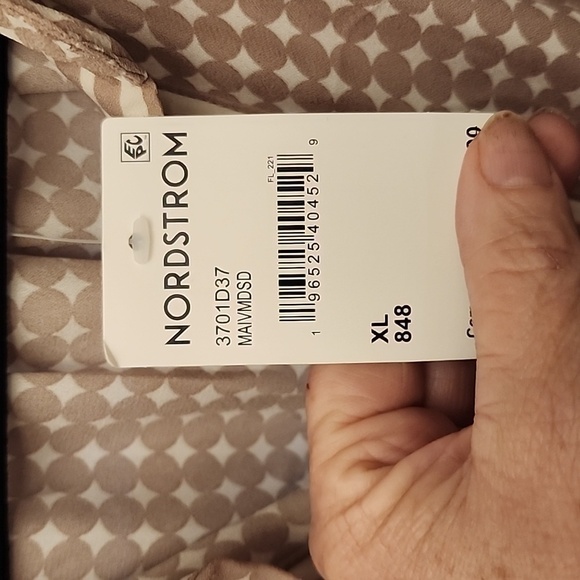 NORDSTROM
3701D37
MAIVMDSD
FL_221
1 96525 40452 9
XL
848